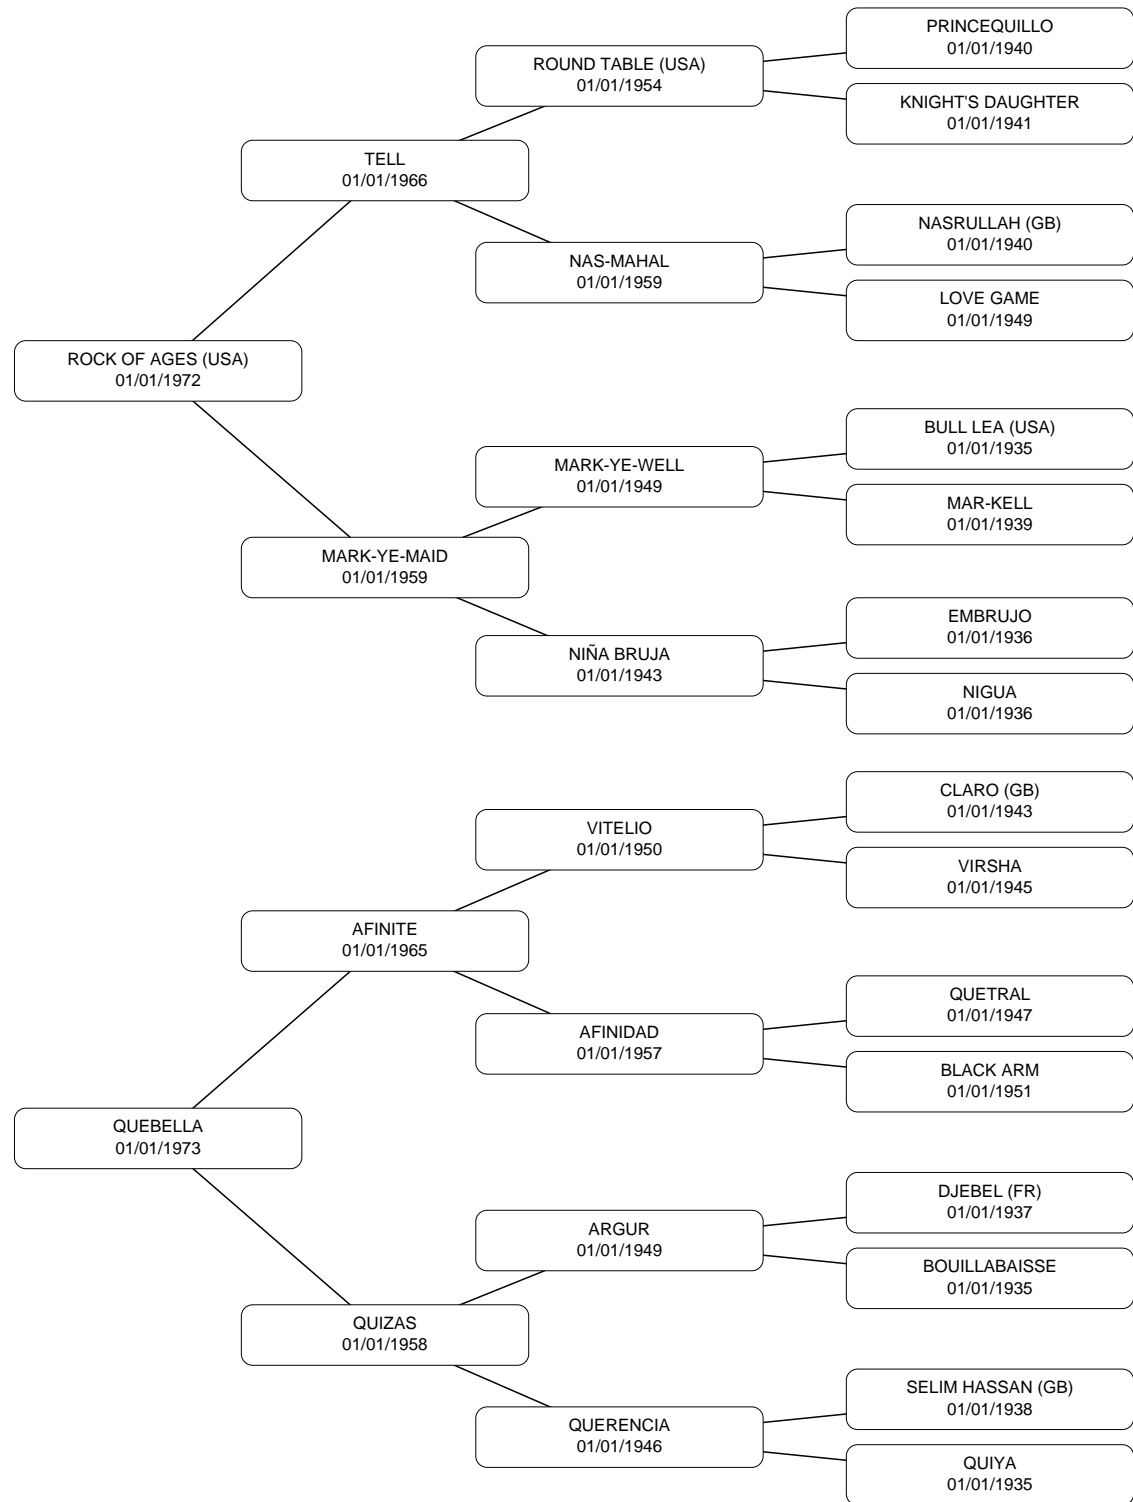 PRINCEQUILLO
01/01/1940
ROUND TABLE (USA)
01/01/1954
KNIGHT'S DAUGHTER
01/01/1941
TELL
01/01/1966
NASRULLAH (GB)
01/01/1940
NAS-MAHAL
01/01/1959
LOVE GAME
01/01/1949
ROCK OF AGES (USA)
01/01/1972
BULL LEA (USA)
01/01/1935
MARK-YE-WELL
01/01/1949
MAR-KELL
01/01/1939
MARK-YE-MAID
01/01/1959
EMBRUJO
01/01/1936
NIÑA BRUJA
01/01/1943
NIGUA
01/01/1936
CLARO (GB)
01/01/1943
VITELIO
01/01/1950
VIRSHA
01/01/1945
AFINITE
01/01/1965
QUETRAL
01/01/1947
AFINIDAD
01/01/1957
BLACK ARM
01/01/1951
QUEBELLA
01/01/1973
DJEBEL (FR)
01/01/1937
ARGUR
01/01/1949
BOUILLABAISSE
01/01/1935
QUIZAS
01/01/1958
SELIM HASSAN (GB)
01/01/1938
QUERENCIA
01/01/1946
QUIYA
01/01/1935